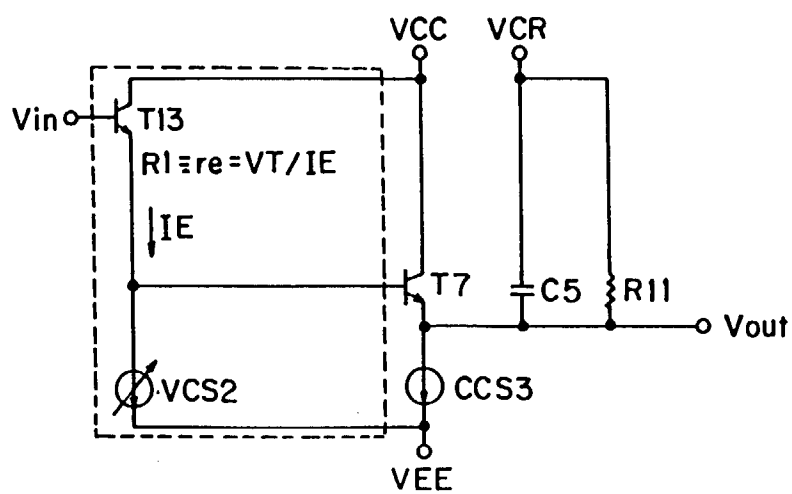 VCC
VCR
Vin
T13
R1≡re=VT/IE
IE
T7
C5
R11
Vout
VCS2
CCS3
VEE